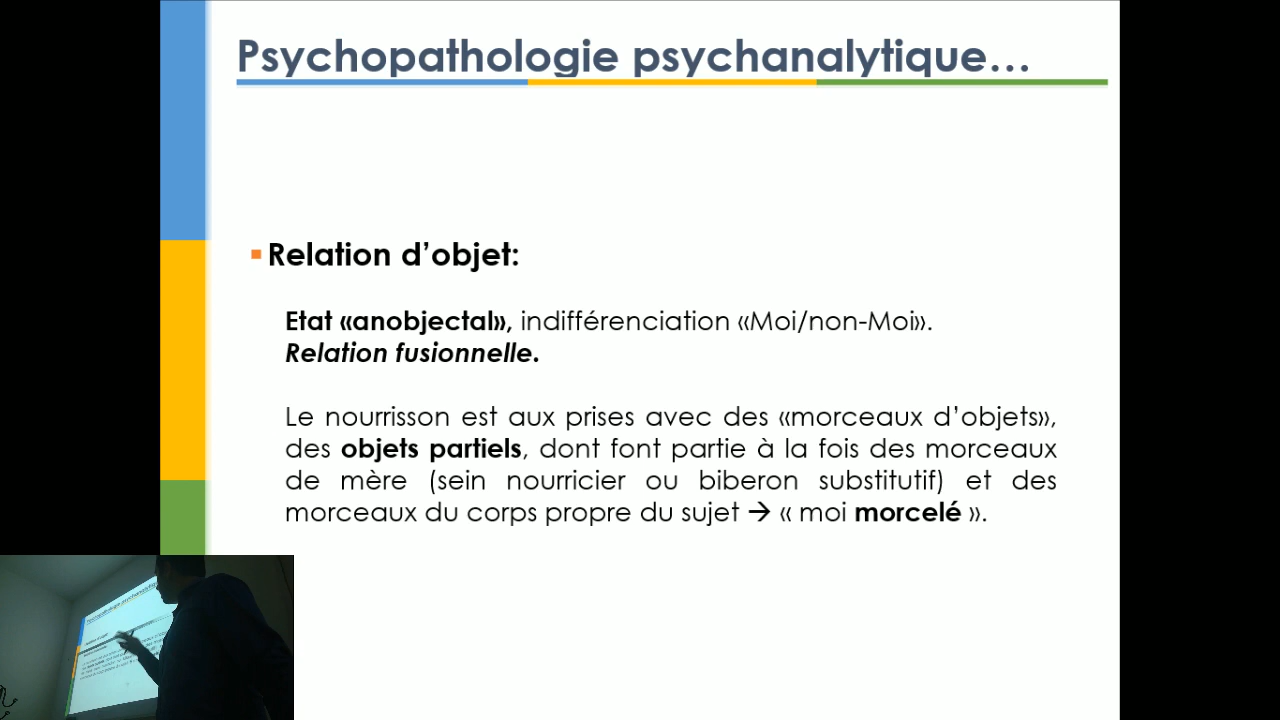 Psychopathologie psychanalytique…
Relation d’objet:
Etat «anobjectal», indifférenciation «Moi/non-Moi».
Relation fusionnelle.
Le nourrisson est aux prises avec des «morceaux d’objets»,
des objets partiels, dont font partie à la fois des morceaux
de mère (sein nourricier ou biberon substitutif) et des
morceaux du corps propre du sujet → « moi morcelé ».
Psychopathologie psychanalytique